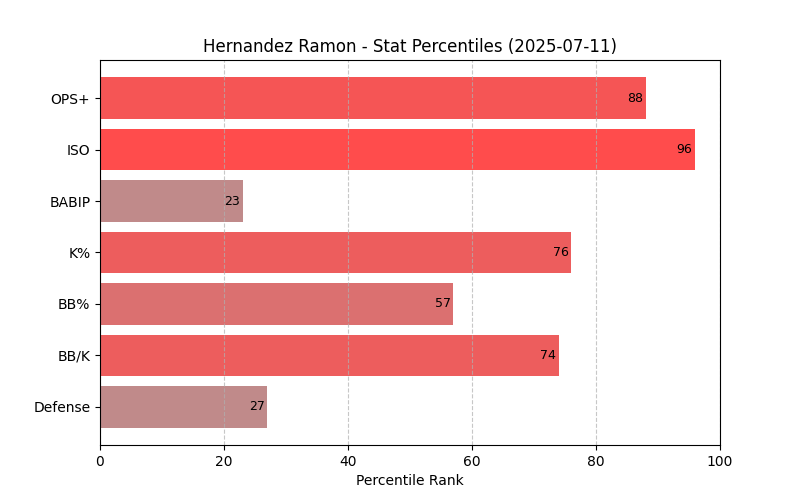 Hernandez Ramon - Stat Percentiles (2025-07-11)
OPS+ 88
ISO 96
BABIP 23
K% 76
BB% 57
BB/K 74
Defense 27
0 20 40 60 80 100
Percentile Rank